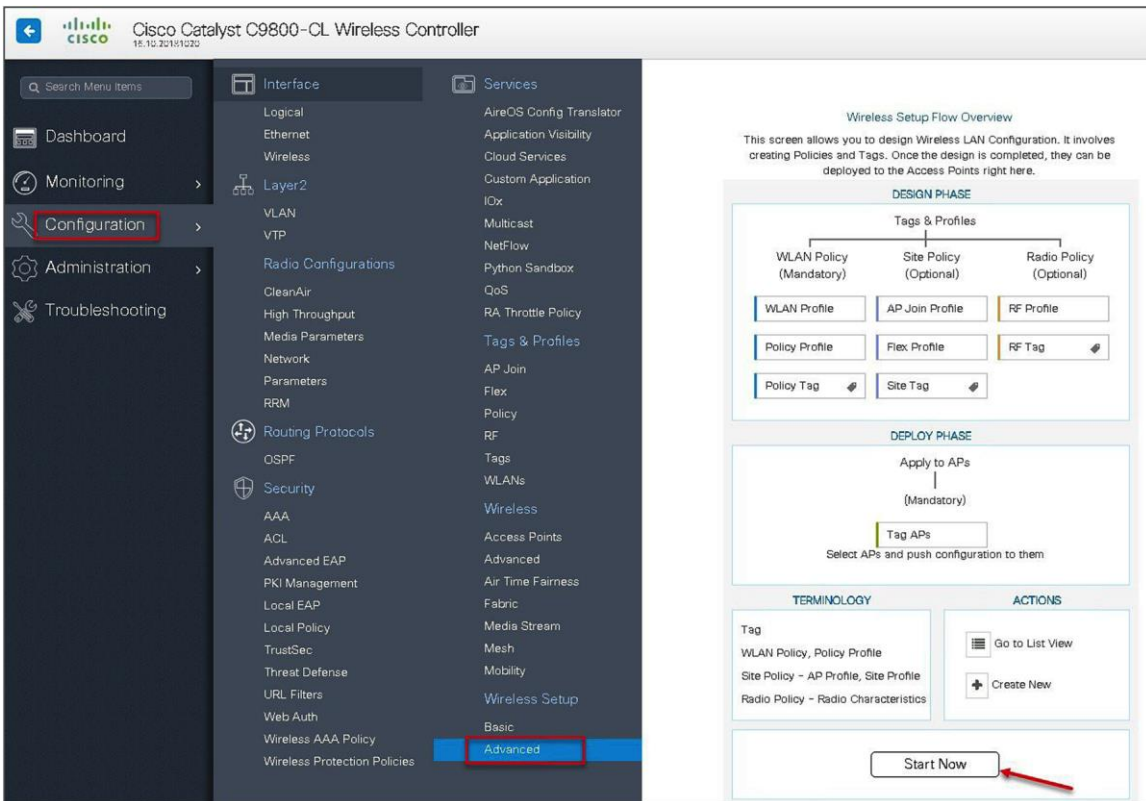 CISCO
Cisco Catalyst C9800-CL Wireless Controller
16.10.20181020
Search Menu Items
Dashboard
Monitoring
Configuration
Administration
Troubleshooting
Interface
Logical
Ethernet
Wireless
Layer2
VLAN
VTP
Radio Configurations
CleanAir
High Throughput
Media Parameters
Network
Parameters
RRM
Routing Protocols
OSPF
Security
AAA
ACL
Advanced EAP
PKI Management
Local EAP
Local Policy
TrustSec
Threat Defense
URL Filters
Web Auth
Wireless AAA Policy
Wireless Protection Policies
Services
AireOS Config Translator
Application Visibility
Cloud Services
Custom Application
IOx
Multicast
NetFlow
Python Sandbox
QoS
RA Throttle Policy
Tags & Profiles
AP Join
Flex
Policy
RF
Tags
WLANs
Wireless
Access Points
Advanced
Air Time Fairness
Fabric
Media Stream
Mesh
Mobility
Wireless Setup
Basic
Advanced
Wireless Setup Flow Overview
This screen allows you to design Wireless LAN Configuration. It involves
creating Policies and Tags. Once the design is completed, they can be
deployed to the Access Points right here.
DESIGN PHASE
Tags & Profiles
WLAN Policy
(Mandatory)
Site Policy
(Optional)
Radio Policy
(Optional)
WLAN Profile
AP Join Profile
RF Profile
Policy Profile
Flex Profile
RF Tag
Policy Tag
Site Tag
DEPLOY PHASE
Apply to APs
(Mandatory)
Tag APs
Select APs and push configuration to them
TERMINOLOGY
Tag
WLAN Policy, Policy Profile
Site Policy - AP Profile, Site Profile
Radio Policy - Radio Characteristics
ACTIONS
Go to List View
Create New
Start Now